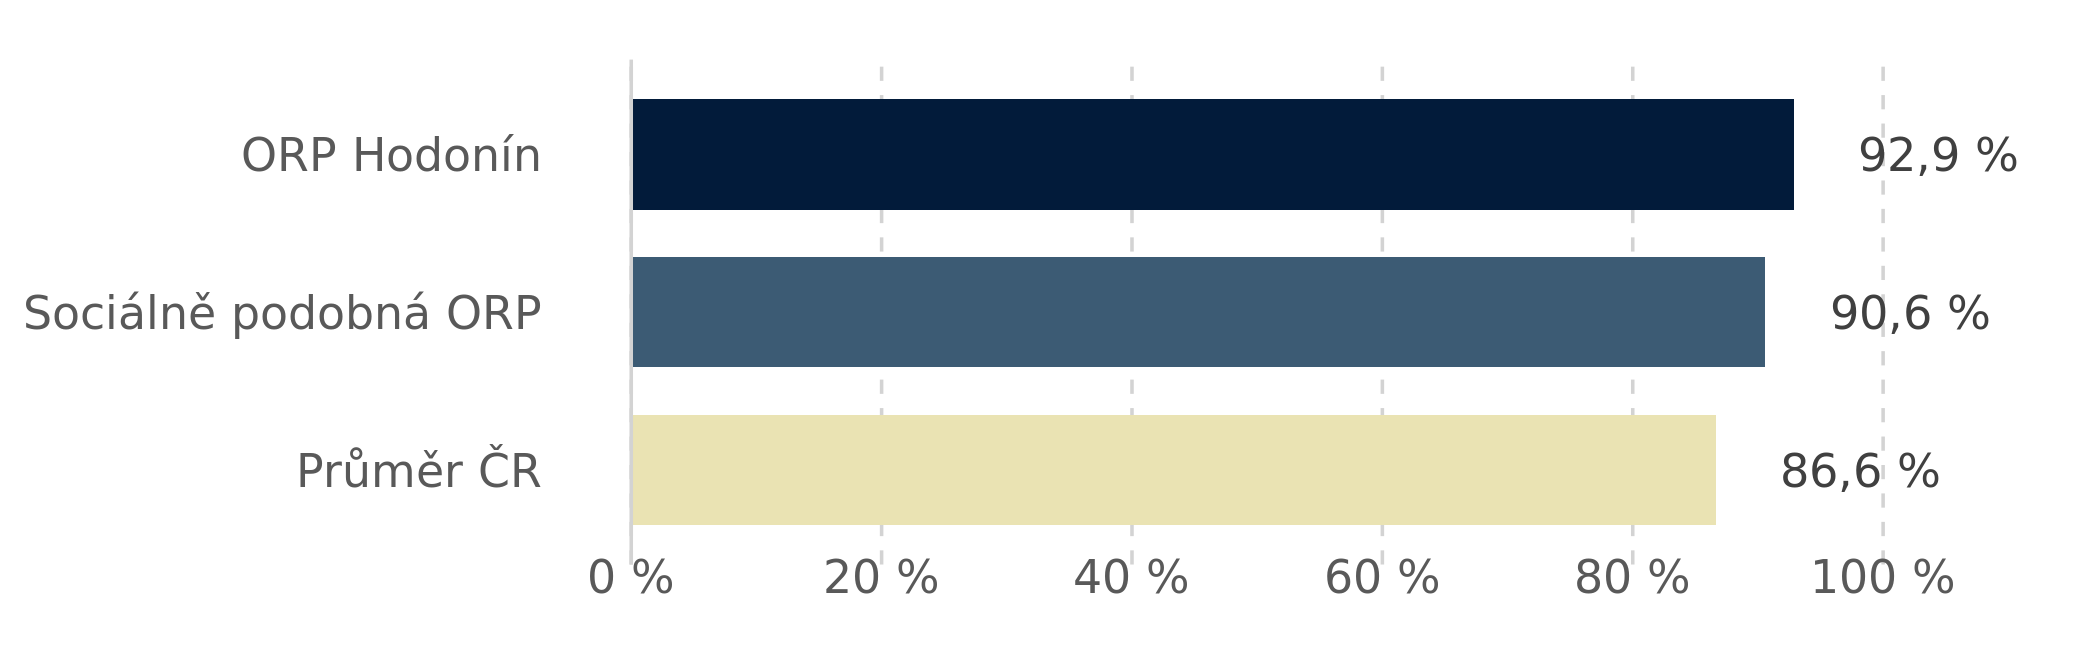 ORP Hodonín 92,9 %
Sociálně podobná ORP 90,6 %
Průměr ČR 86,6 %
0 % 20 % 40 % 60 % 80 % 100 %